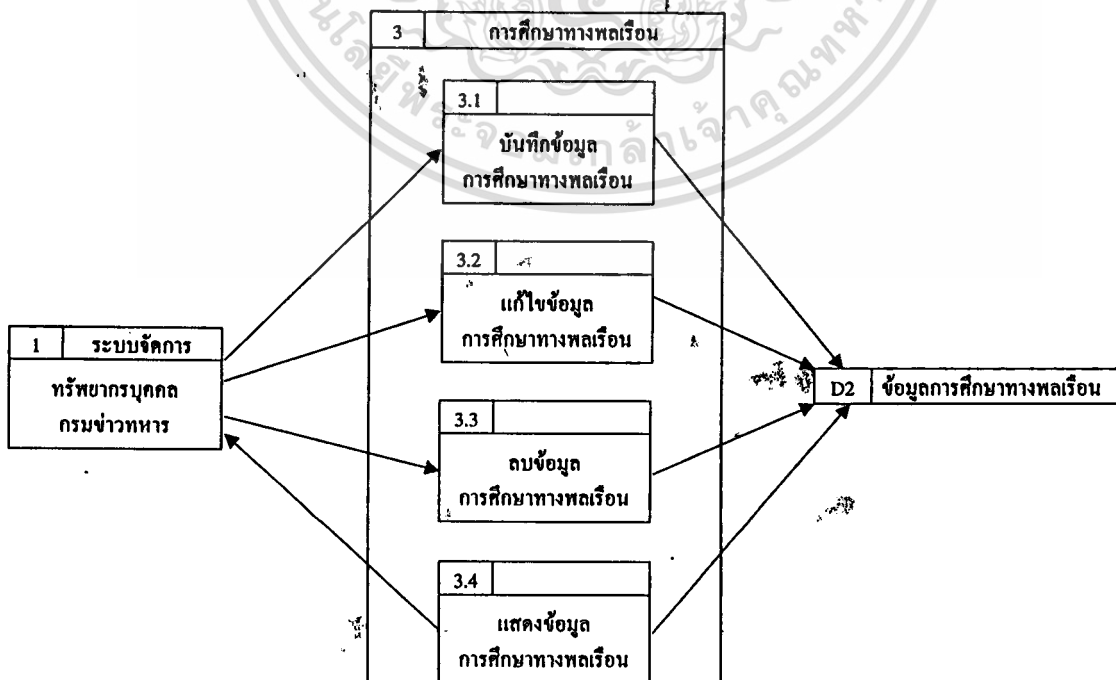 3 การศึกษาทางพลเรือน
3.1
บันทึกข้อมูล
การศึกษาทางพลเรือน
3.2
แก้ไขข้อมูล
การศึกษาทางพลเรือน
1 ระบบจัดการ
ทรัพยากรบุคคล
กรมข่าวทหาร
D2 ข้อมูลการศึกษาทางพลเรือน
3.3
ลบข้อมูล
การศึกษาทางพลเรือน
3.4
แสดงข้อมูล
การศึกษาทางพลเรือน